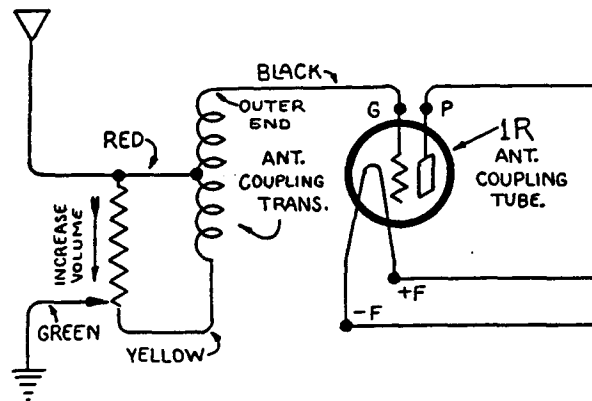 BLACK
OUTER
END
G
P
1R
ANT.
COUPLING
TUBE.
RED
ANT.
COUPLING
TRANS.
INCREASE
VOLUME
+F
-F
GREEN
YELLOW